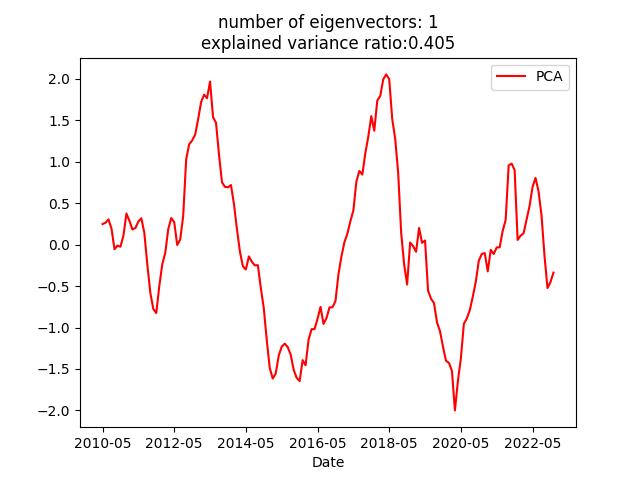 number of eigenvectors: 1
explained variance ratio:0.405
PCA
2.0
1.5
1.0
0.5
0.0
−0.5
−1.0
−1.5
−2.0
2010-05 2012-05 2014-05 2016-05 2018-05 2020-05 2022-05
Date